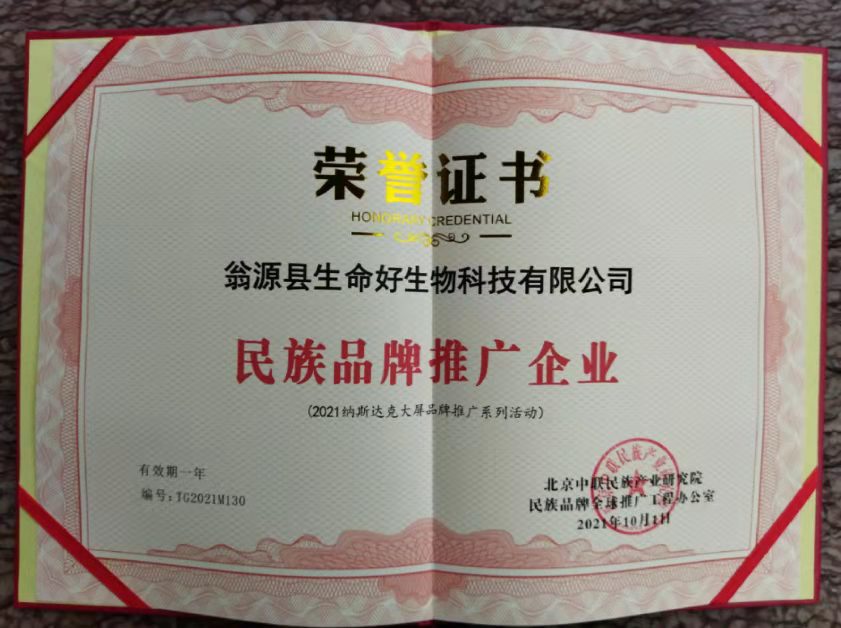 荣誉证书
HONORARY CREDENTIAL
翁源县生命好生物科技有限公司
民族品牌推广企业
(2021纳斯达克大屏品牌推广系列活动)
有效期一年
编号:TG2021M130
北京中联民族产业研究院
民族品牌全球推广工程办公室
2021年10月1日